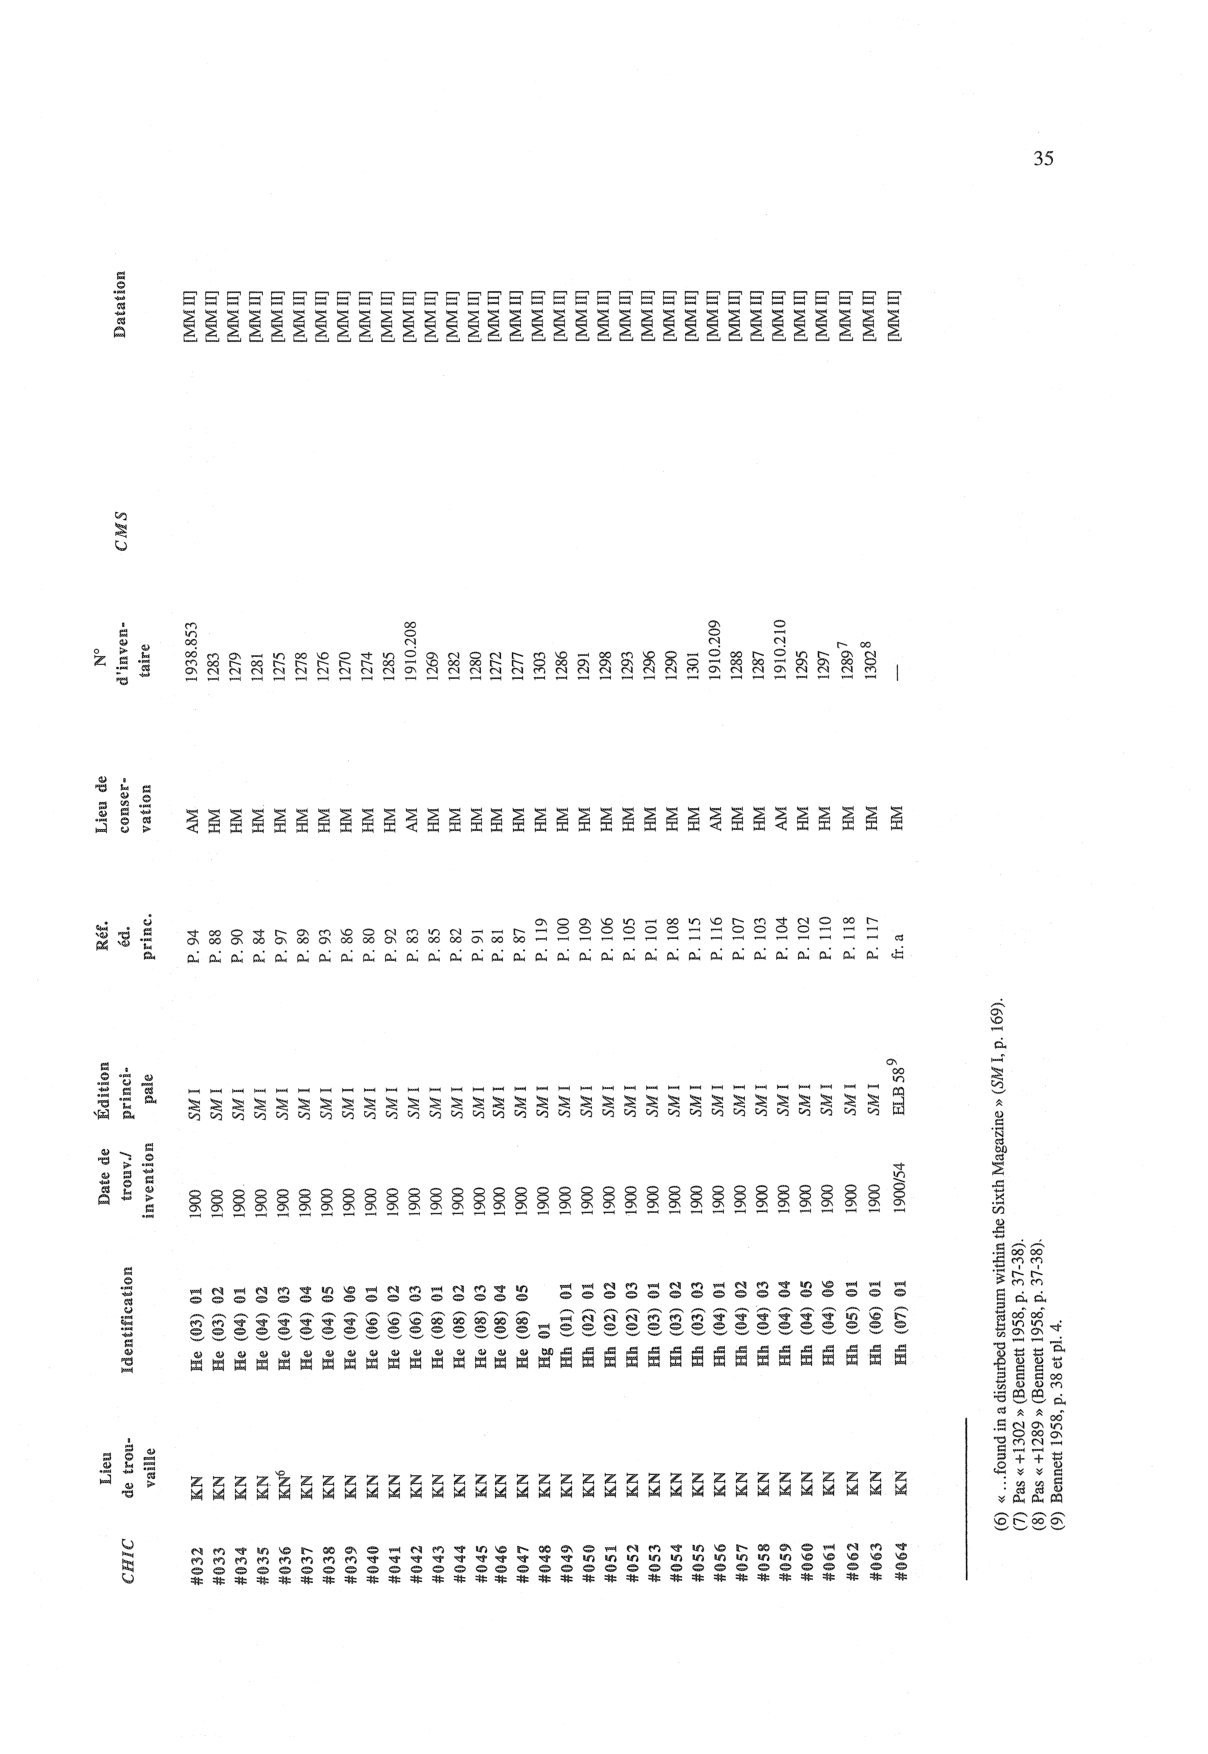 CHIC Lieu de trou-vaille Identification Date de trouv./invention Édition princi-pale Réf. éd. princ. Lieu de conser-vation N° d'inven-taire CMS Datation
#032 KN He (03) 01 1900 SM I P. 94 AM 1938.853 [MM II]
#033 KN He (03) 02 1900 SM I P. 88 HM 1283 [MM II]
#034 KN He (04) 01 1900 SM I P. 90 HM 1279 [MM II]
#035 KN He (04) 02 1900 SM I P. 84 HM 1281 [MM II]
#036 KN6 He (04) 03 1900 SM I P. 97 HM 1275 [MM II]
#037 KN He (04) 04 1900 SM I P. 89 HM 1278 [MM II]
#038 KN He (04) 05 1900 SM I P. 93 HM 1276 [MM II]
#039 KN He (04) 06 1900 SM I P. 86 HM 1270 [MM II]
#040 KN He (06) 01 1900 SM I P. 80 HM 1274 [MM II]
#041 KN He (06) 02 1900 SM I P. 92 HM 1285 [MM II]
#042 KN He (06) 03 1900 SM I P. 83 AM 1910.208 [MM II]
#043 KN He (08) 01 1900 SM I P. 85 HM 1269 [MM II]
#044 KN He (08) 02 1900 SM I P. 82 HM 1282 [MM II]
#045 KN He (08) 03 1900 SM I P. 91 HM 1280 [MM II]
#046 KN He (08) 04 1900 SM I P. 81 HM 1272 [MM II]
#047 KN He (08) 05 1900 SM I P. 87 HM 1277 [MM II]
#048 KN Hg 01 1900 SM I P. 119 HM 1303 [MM II]
#049 KN Hh (01) 01 1900 SM I P. 100 HM 1286 [MM II]
#050 KN Hh (02) 01 1900 SM I P. 109 HM 1291 [MM II]
#051 KN Hh (02) 02 1900 SM I P. 106 HM 1298 [MM II]
#052 KN Hh (02) 03 1900 SM I P. 105 HM 1293 [MM II]
#053 KN Hh (03) 01 1900 SM I P. 101 HM 1296 [MM II]
#054 KN Hh (03) 02 1900 SM I P. 108 HM 1290 [MM II]
#055 KN Hh (03) 03 1900 SM I P. 115 HM 1301 [MM II]
#056 KN Hh (04) 01 1900 SM I P. 116 AM 1910.209 [MM II]
#057 KN Hh (04) 02 1900 SM I P. 107 HM 1288 [MM II]
#058 KN Hh (04) 03 1900 SM I P. 103 HM 1287 [MM II]
#059 KN Hh (04) 04 1900 SM I P. 104 AM 1910.210 [MM II]
#060 KN Hh (04) 05 1900 SM I P. 102 HM 1295 [MM II]
#061 KN Hh (04) 06 1900 SM I P. 110 HM 1297 [MM II]
#062 KN Hh (05) 01 1900 SM I P. 118 HM 1289 7 [MM II]
#063 KN Hh (06) 01 1900 SM I P. 117 HM 1302 8 [MM II]
#064 KN Hh (07) 01 1900/54 ELB 58 9 fr. a HM — [MM II]
(6) « ...found in a disturbed stratum within the Sixth Magazine » (SM I, p. 169).
(7) Pas « +1302 » (Bennett 1958, p. 37-38).
(8) Pas « +1289 » (Bennett 1958, p. 37-38).
(9) Bennett 1958, p. 38 et pl. 4.
35